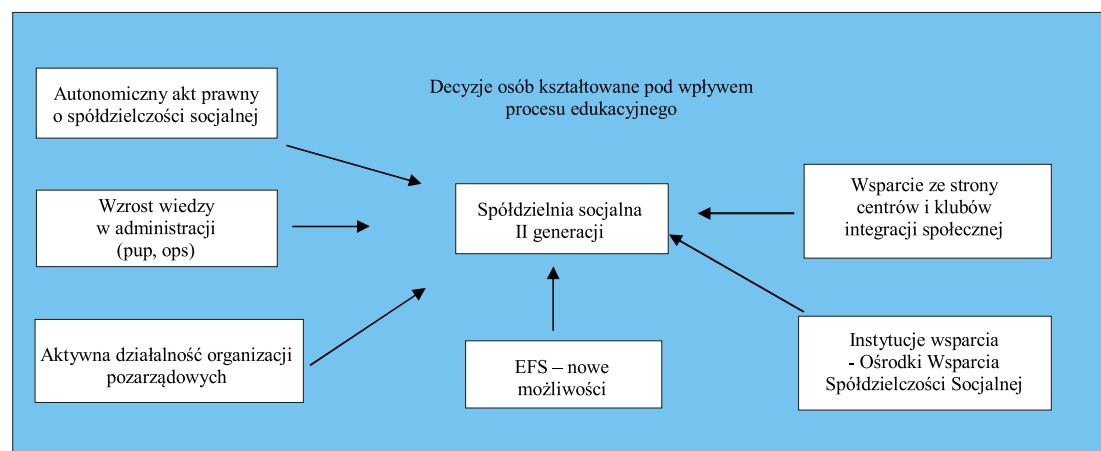 Autonomiczny akt prawny
o spółdzielczości socjalnej
Decyzje osób kształtowane pod wpływem
procesu edukacyjnego
Wzrost wiedzy
w administracji
(pup, ops)
Spółdzielnia socjalna
II generacji
Wsparcie ze strony
centrów i klubów
integracji społecznej
Aktywna działalność organizacji
pozarządowych
EFS – nowe
możliwości
Instytucje wsparcia
- Ośrodki Wsparcia
Spółdzielczości Socjalnej